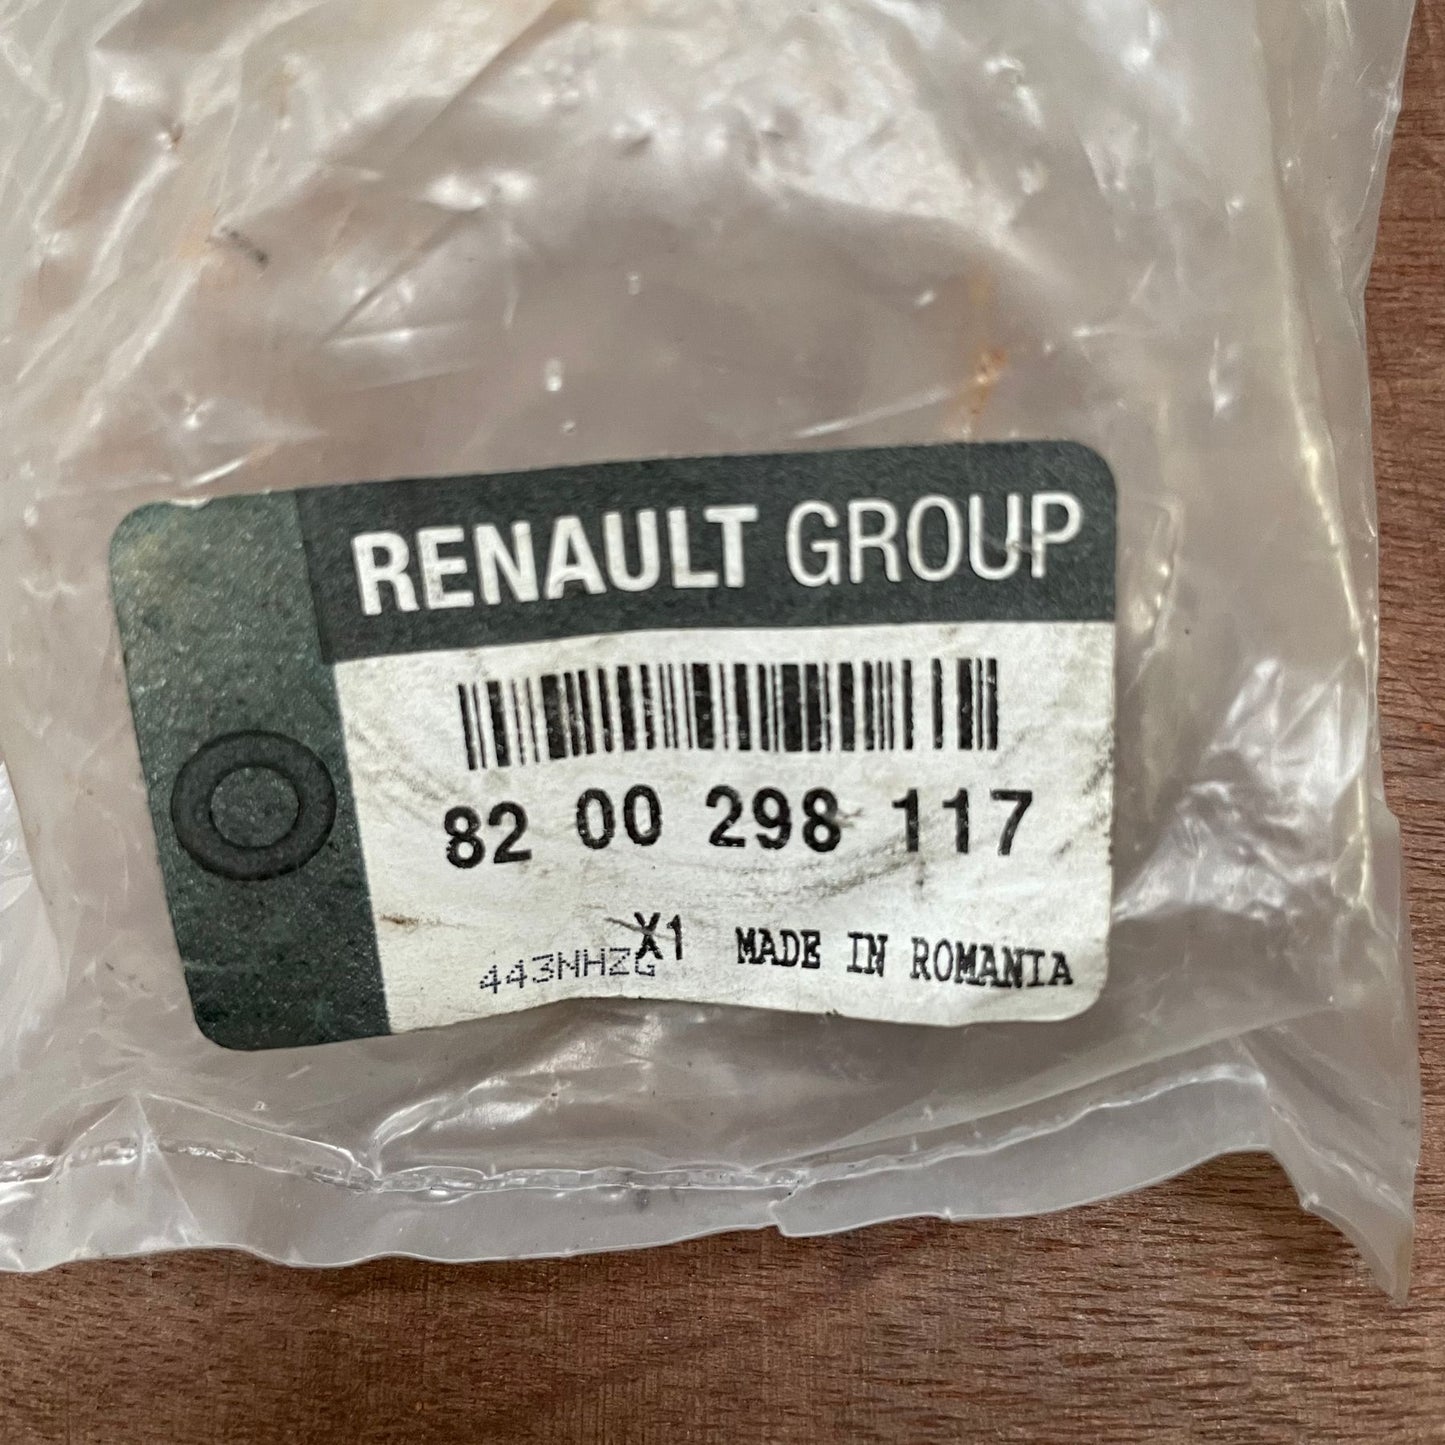 RENAULT GROUP
82 00 298 117
X1 MADE IN ROMANIA
443NHZG